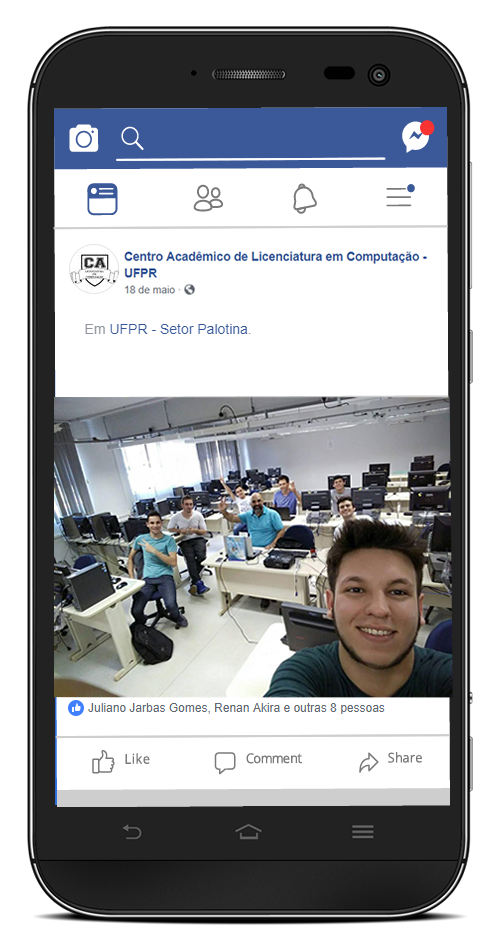 Centro Acadêmico de Licenciatura em Computação -
UFPR
18 de maio ·
CA
Em UFPR - Setor Palotina.
Juliano Jarbas Gomes, Renan Akira e outras 8 pessoas
Like
Comment
Share